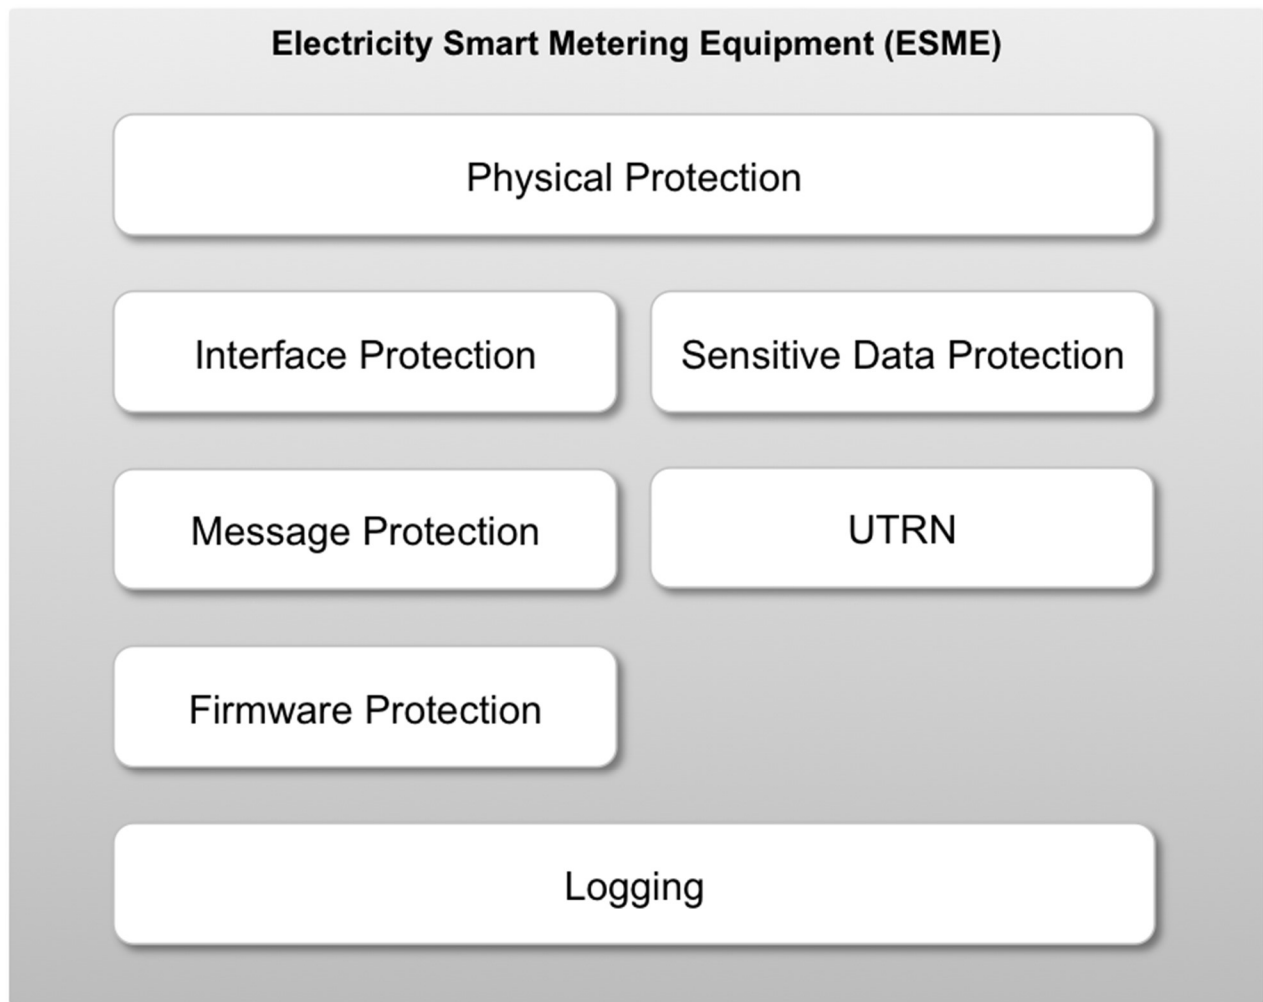 Electricity Smart Metering Equipment (ESME)
Physical Protection
Interface Protection
Sensitive Data Protection
Message Protection
UTRN
Firmware Protection
Logging